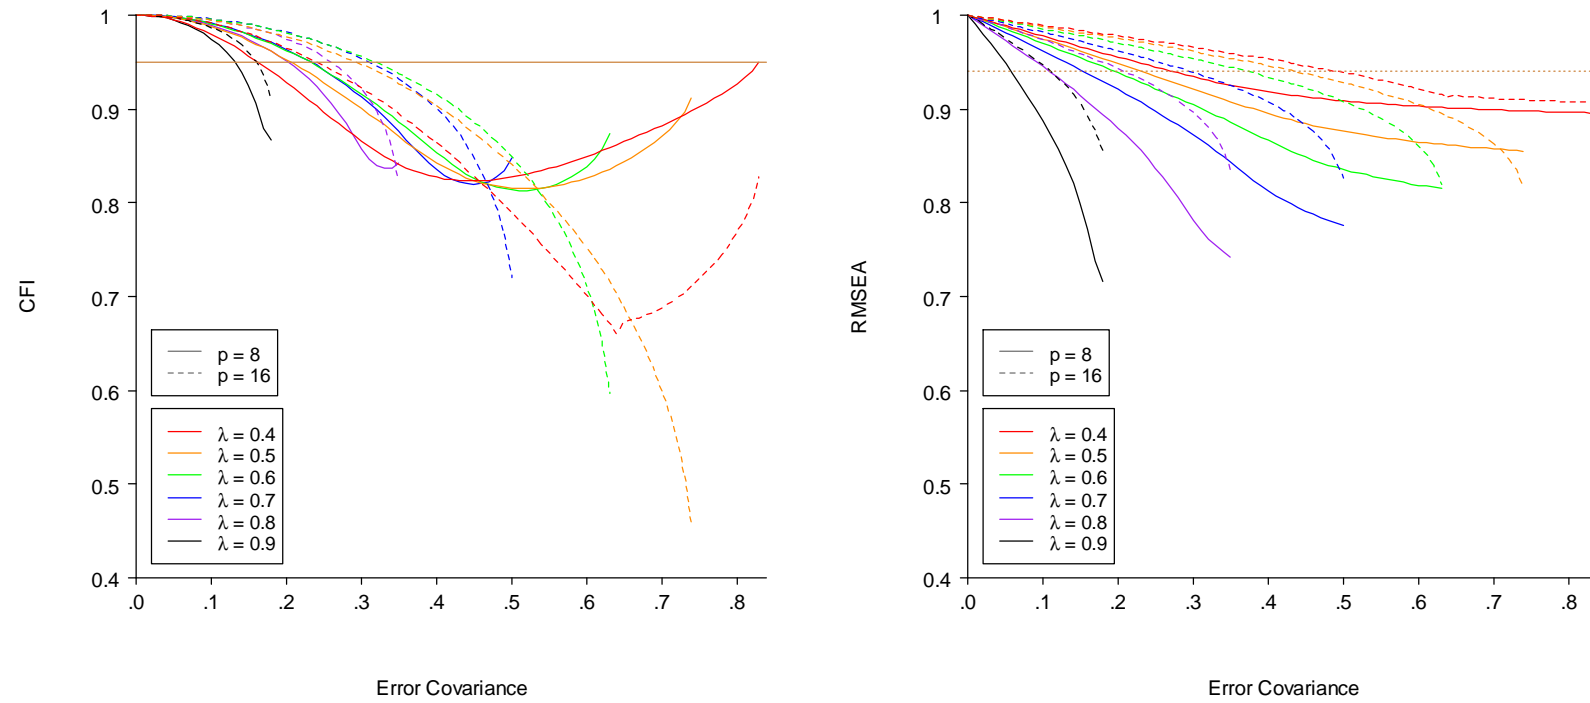 1
0.9
0.8
0.7
0.6
0.5
0.4
CFI
p = 8
p = 16
λ = 0.4
λ = 0.5
λ = 0.6
λ = 0.7
λ = 0.8
λ = 0.9
.0 .1 .2 .3 .4 .5 .6 .7 .8
Error Covariance
1
0.9
0.8
0.7
0.6
0.5
0.4
RMSEA
p = 8
p = 16
λ = 0.4
λ = 0.5
λ = 0.6
λ = 0.7
λ = 0.8
λ = 0.9
.0 .1 .2 .3 .4 .5 .6 .7 .8
Error Covariance